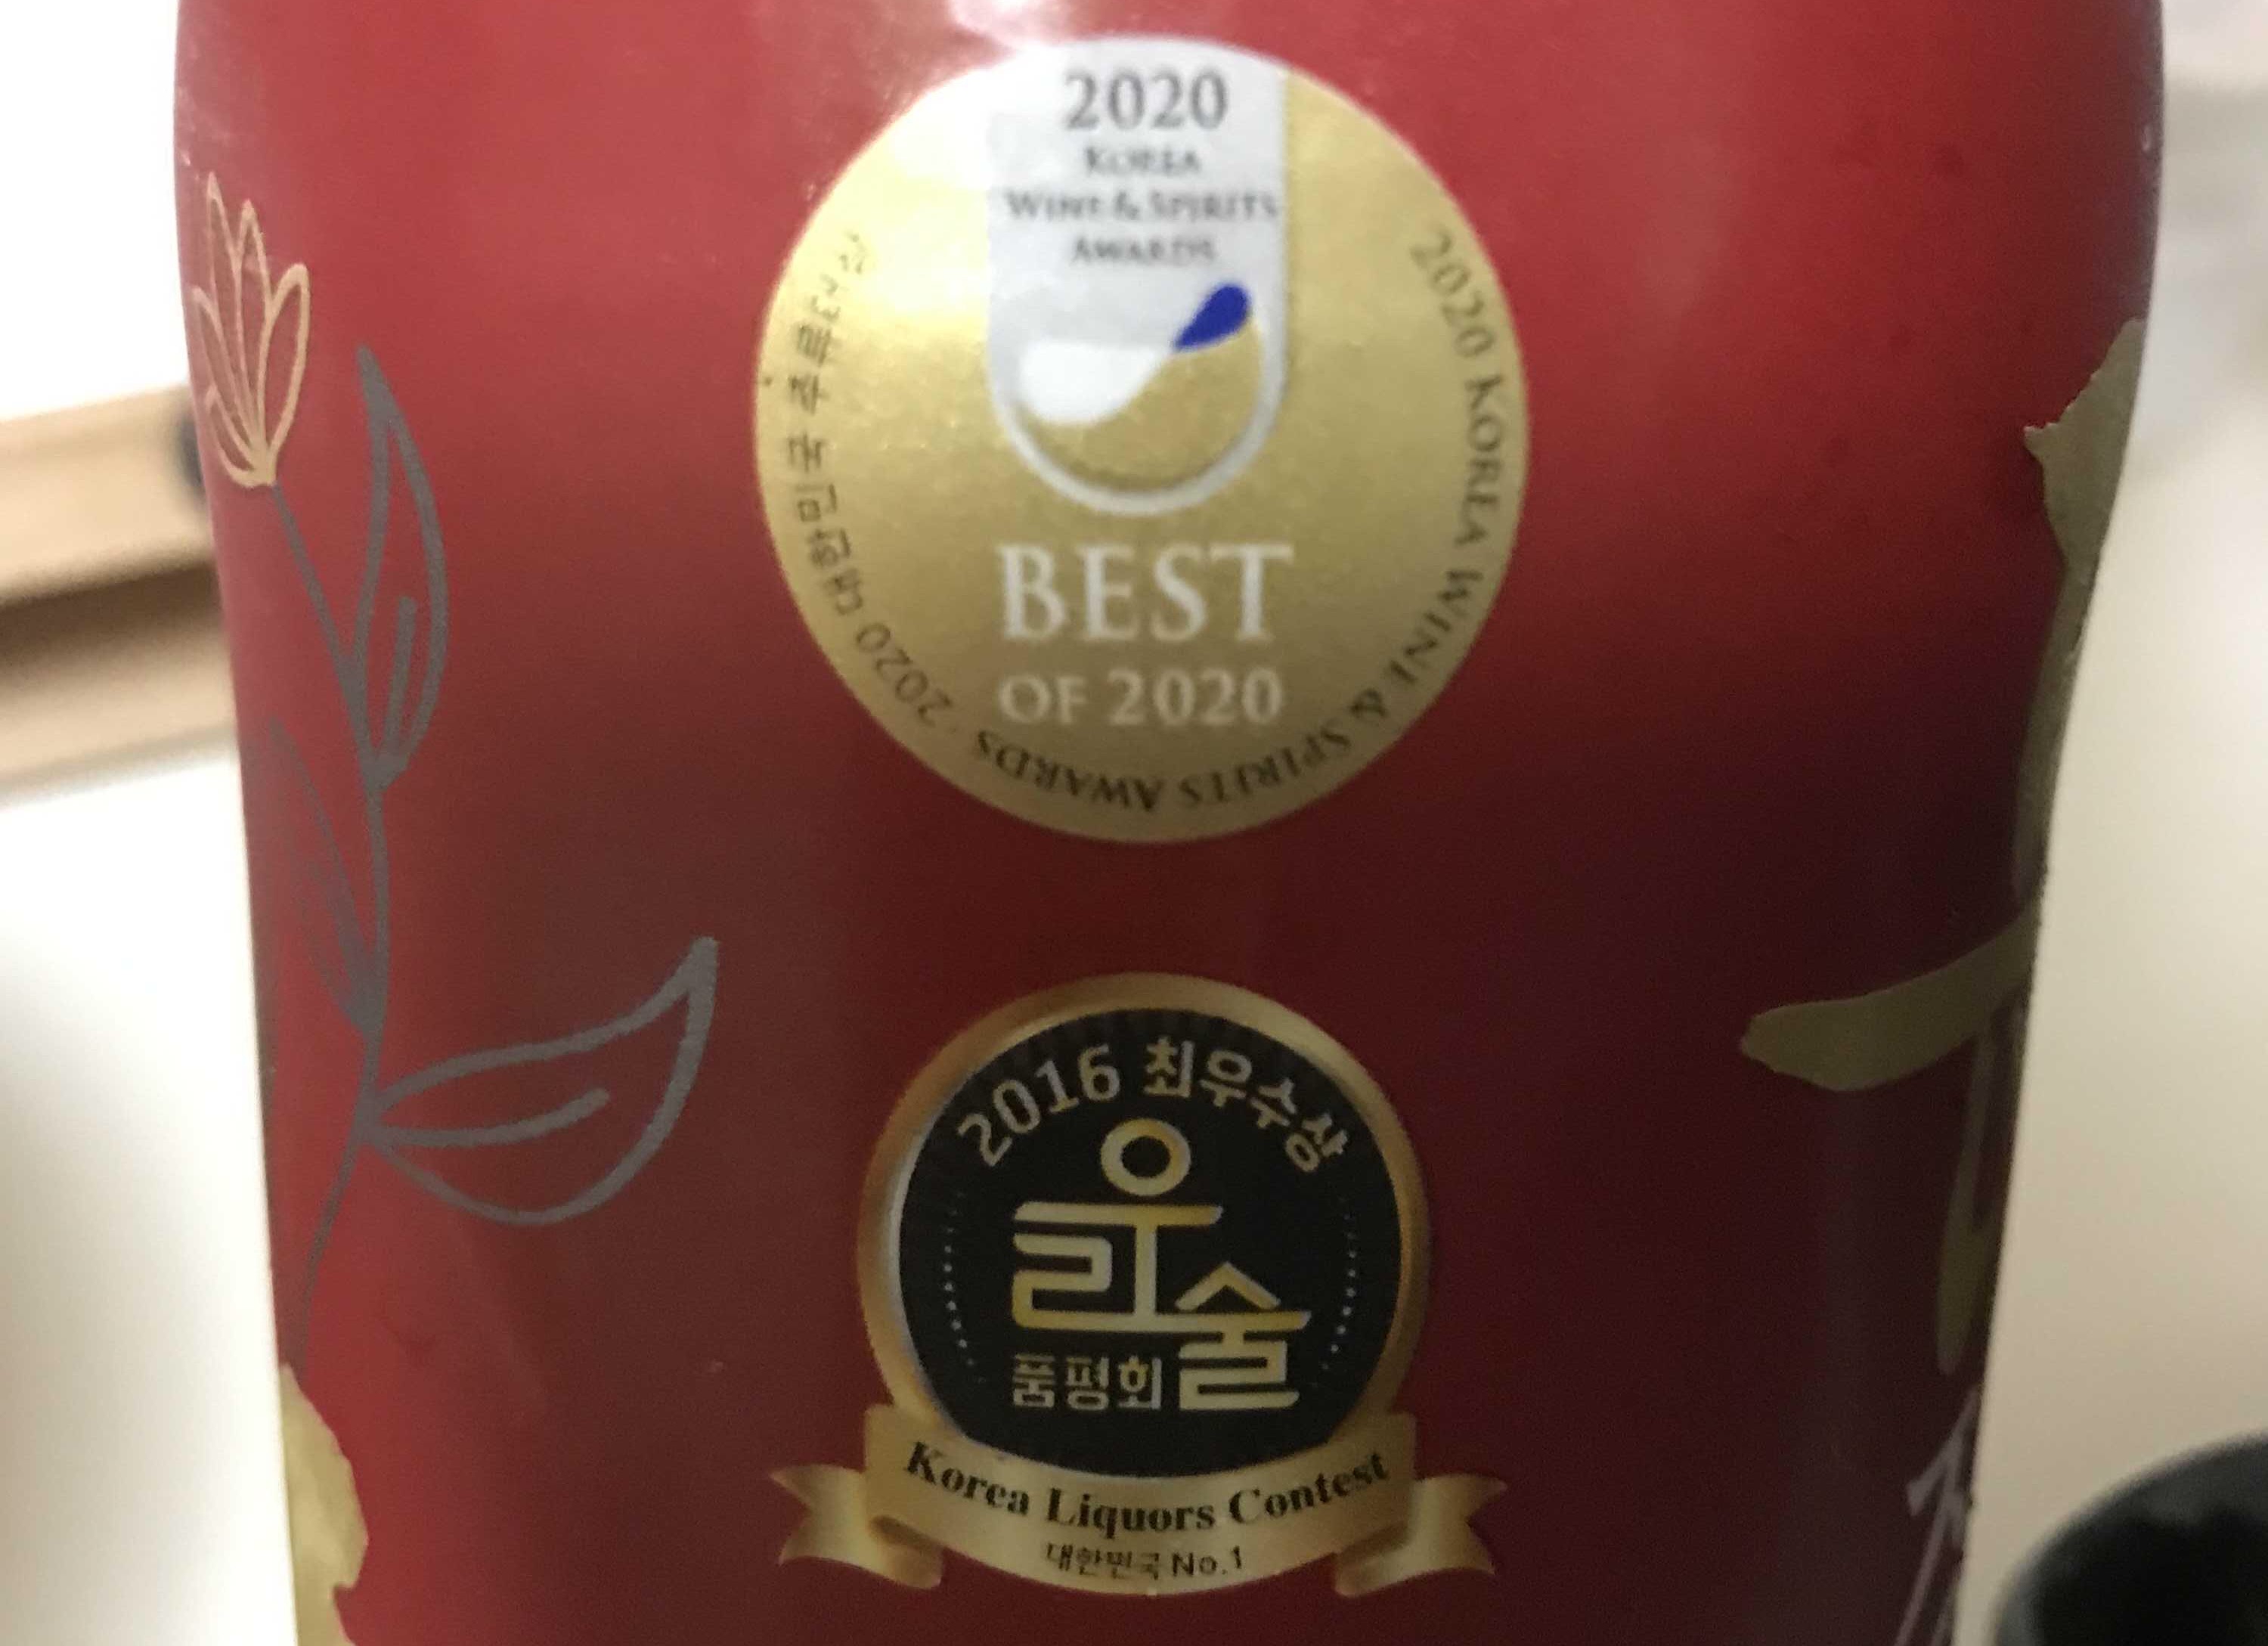 2020
KOREA
WINE & SPIRITS
AWARDS
BEST
OF 2020
2020 KOREA WINE & SPIRITS AWARDS · 2020 대한민국 주류대상
2016 최우수상
우리술
품평회
Korea Liquors Contest
대한민국 No.1